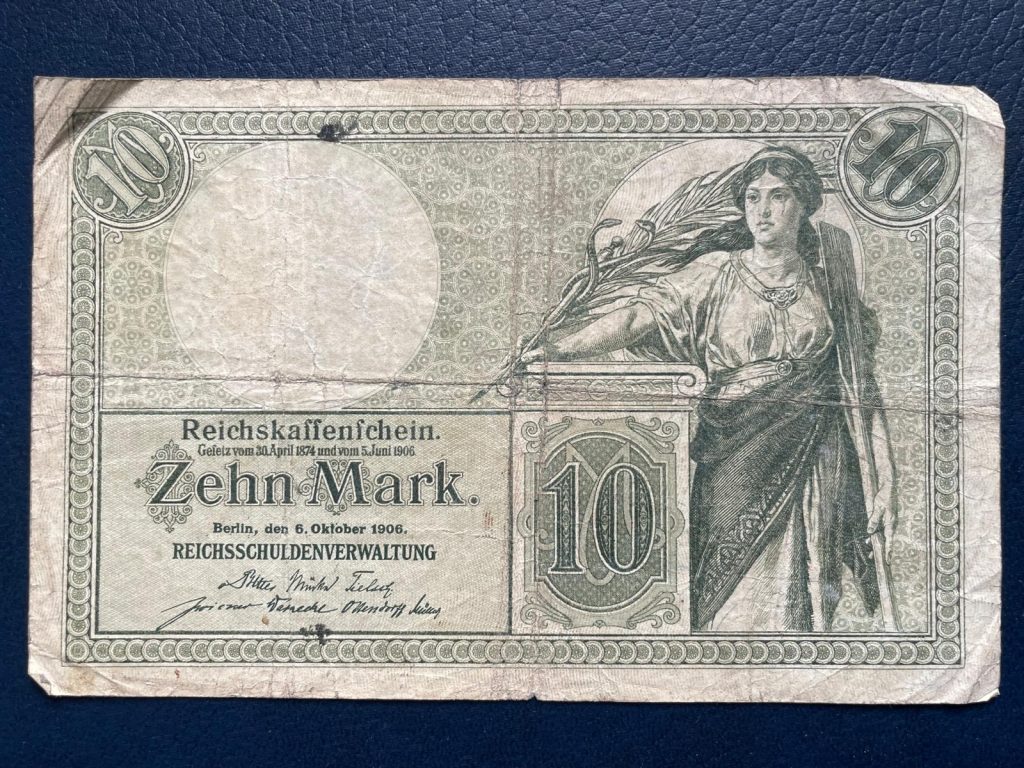 10
10
Reichskassenschein.
Gesetz vom 30. April 1874 und vom 5. Juni 1906
Zehn Mark.
Berlin, den 6. Oktober 1906.
REICHSSCHULDENVERWALTUNG
10